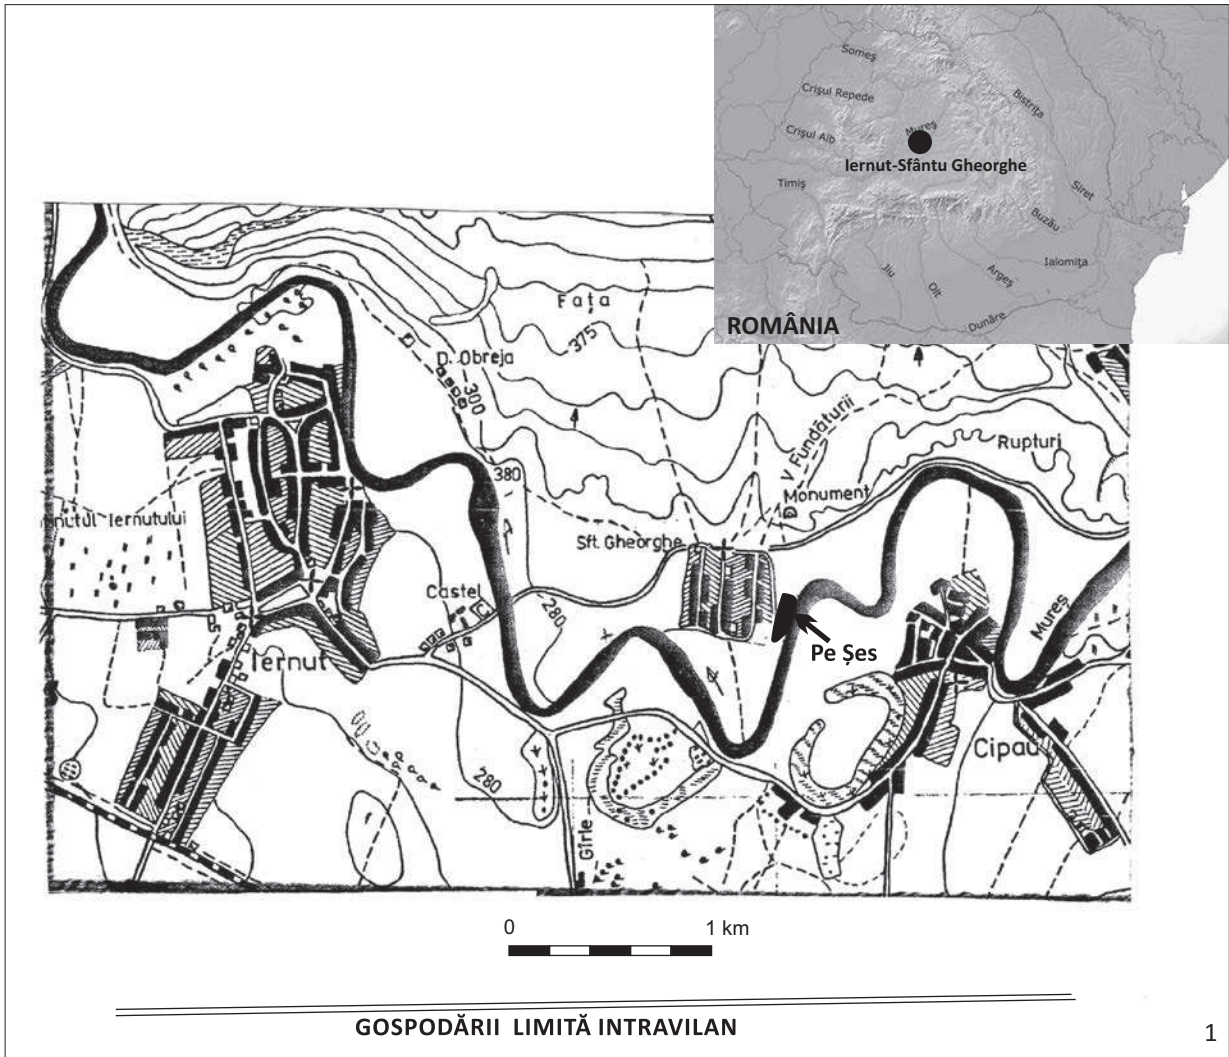 Someș
Crișul Repede
Bistrița
Crișul Alb
Mureș
Iernut-Sfântu Gheorghe
Timiș
Siret
Buzău
Jiu
Olt
Argeș
Ialomița
Dunăre
ROMÂNIA
Fața
375
D. Obreja
300
V Fundăturii
Rupturi
380
Monument
Iernutului
Sft. Gheorghe
Castel
280
Mureș
Pe Șes
Iernut
Cipau
280
Gîrle
0 1 km
GOSPODĂRII LIMITĂ INTRAVILAN
1